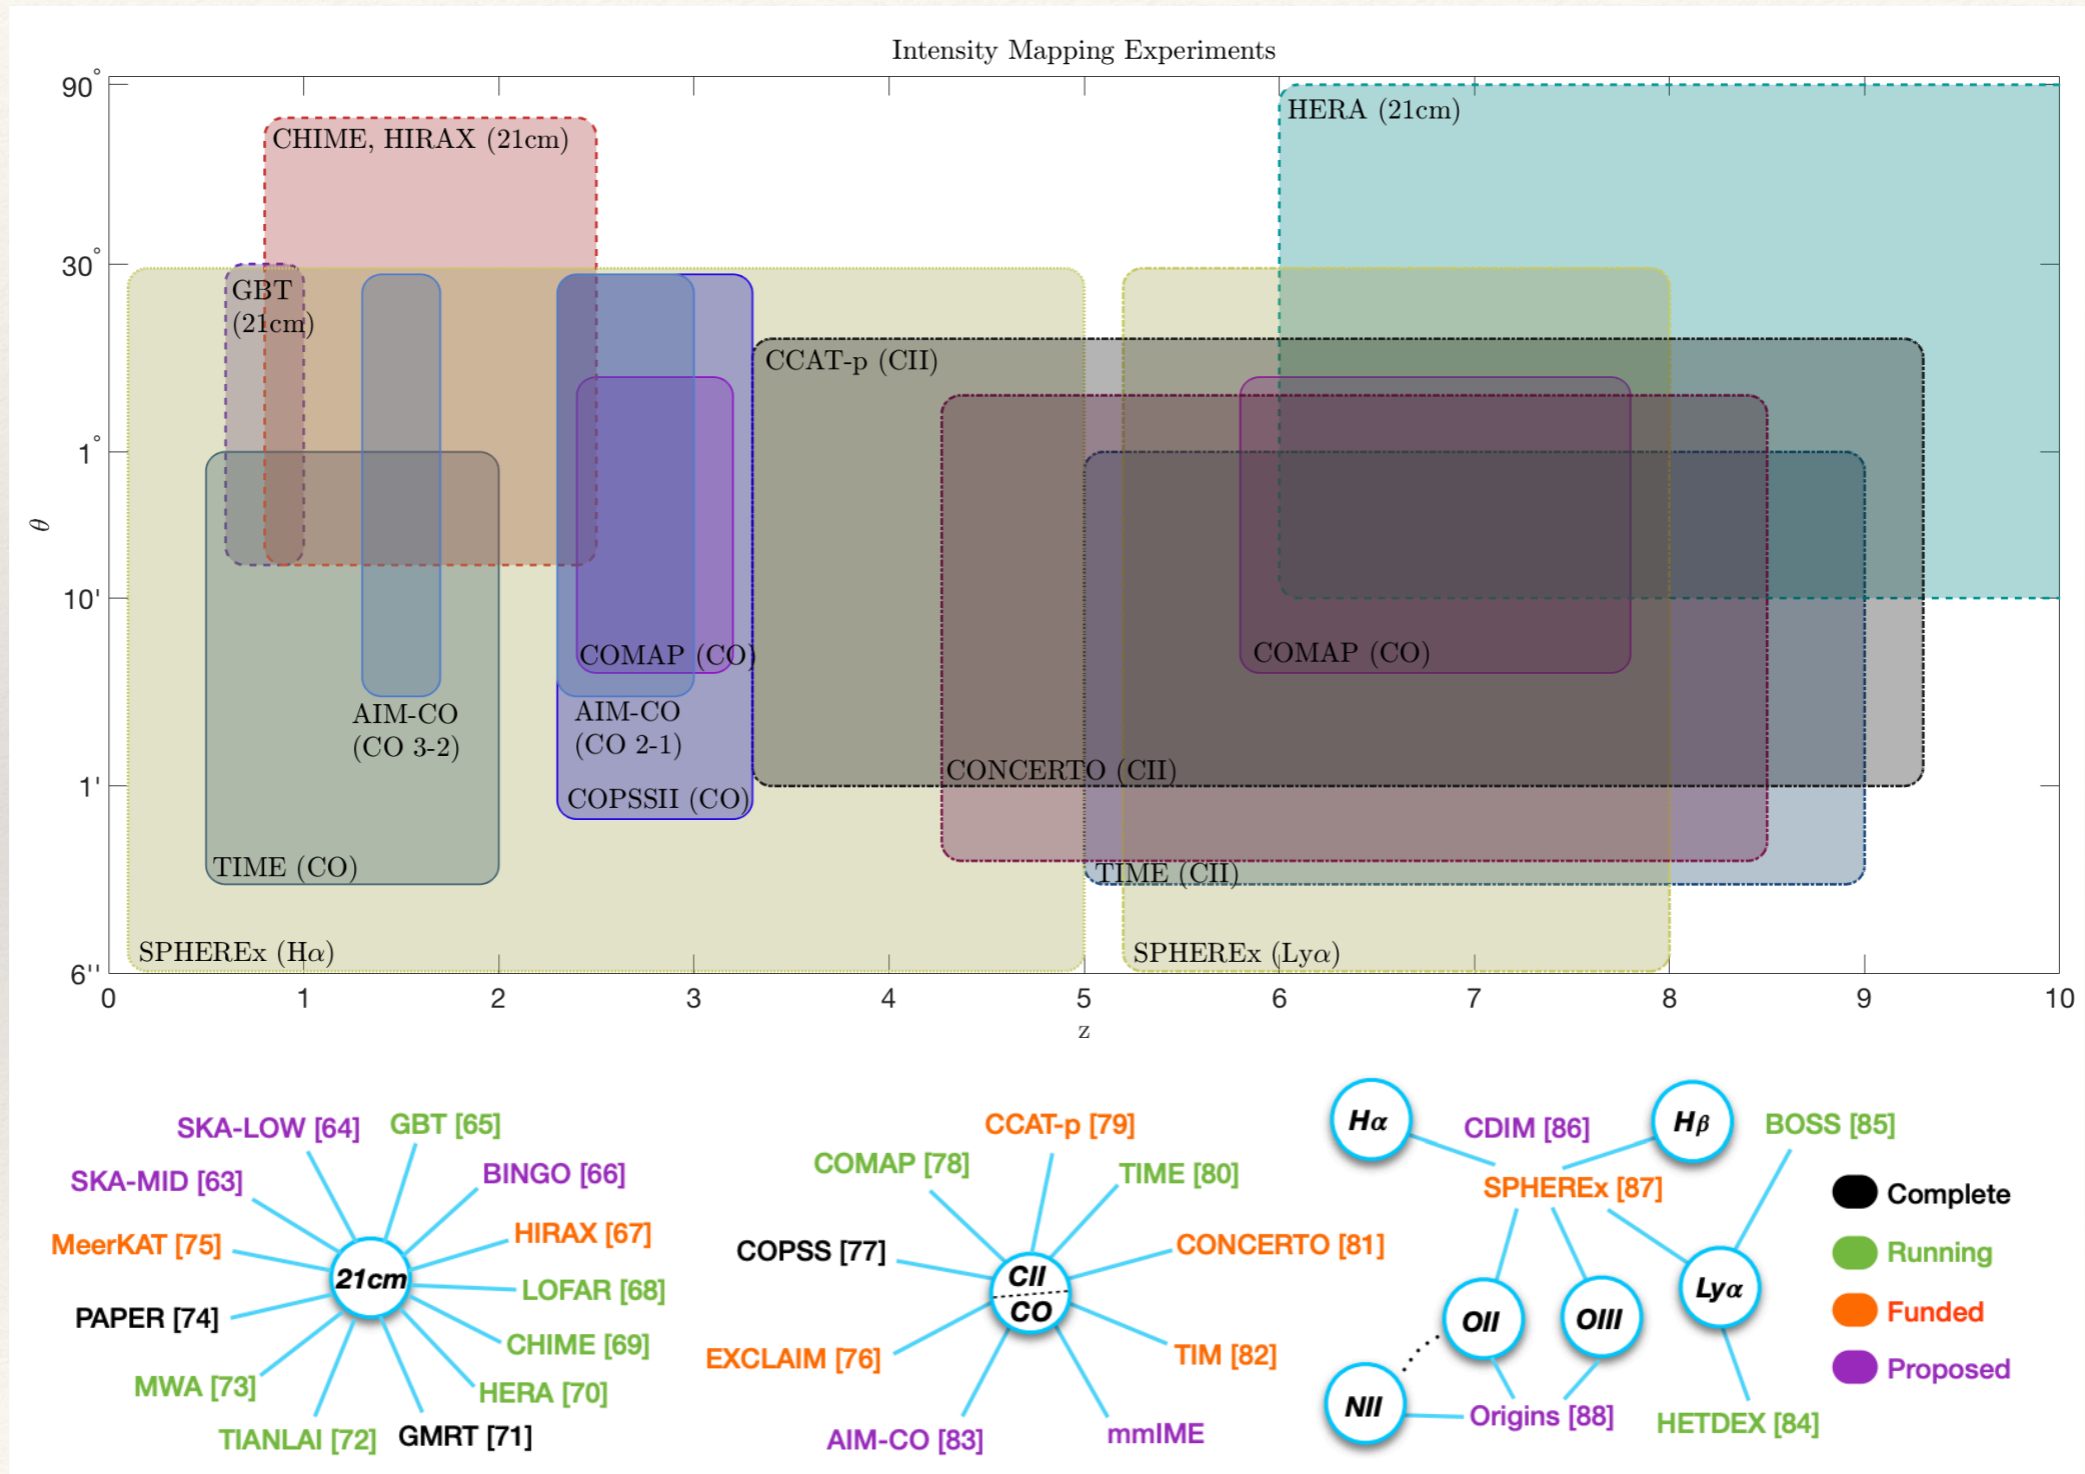 Intensity Mapping Experiments
90°
HERA (21cm)
CHIME, HIRAX (21cm)
30°
GBT
(21cm)
CCAT-p (CII)
1°
θ
10'
COMAP (CO)
COMAP (CO)
AIM-CO
(CO 3-2)
AIM-CO
(CO 2-1)
CONCERTO (CII)
1'
COPSSII (CO)
TIME (CO)
TIME (CII)
SPHEREx (Hα)
SPHEREx (Lyα)
6''
0 1 2 3 4 5 6 7 8 9 10
z
SKA-LOW [64]
GBT [65]
SKA-MID [63]
BINGO [66]
MeerKAT [75]
HIRAX [67]
21cm
LOFAR [68]
PAPER [74]
CHIME [69]
MWA [73]
HERA [70]
TIANLAI [72]
GMRT [71]
CCAT-p [79]
COMAP [78]
TIME [80]
COPSS [77]
CONCERTO [81]
CII
CO
EXCLAIM [76]
TIM [82]
AIM-CO [83]
mmIME
Hα
CDIM [86]
Hβ
BOSS [85]
SPHEREx [87]
OII
OIII
Lyα
NII
Origins [88]
HETDEX [84]
Complete
Running
Funded
Proposed